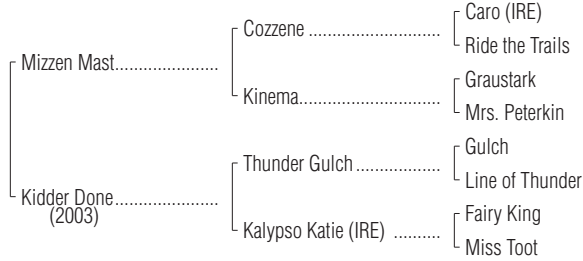 Caro (IRE)
Cozzene
Ride the Trails
Mizzen Mast
Graustark
Kinema
Mrs. Peterkin
Gulch
Thunder Gulch
Line of Thunder
Kidder Done
(2003)
Fairy King
Kalypso Katie (IRE)
Miss Toot